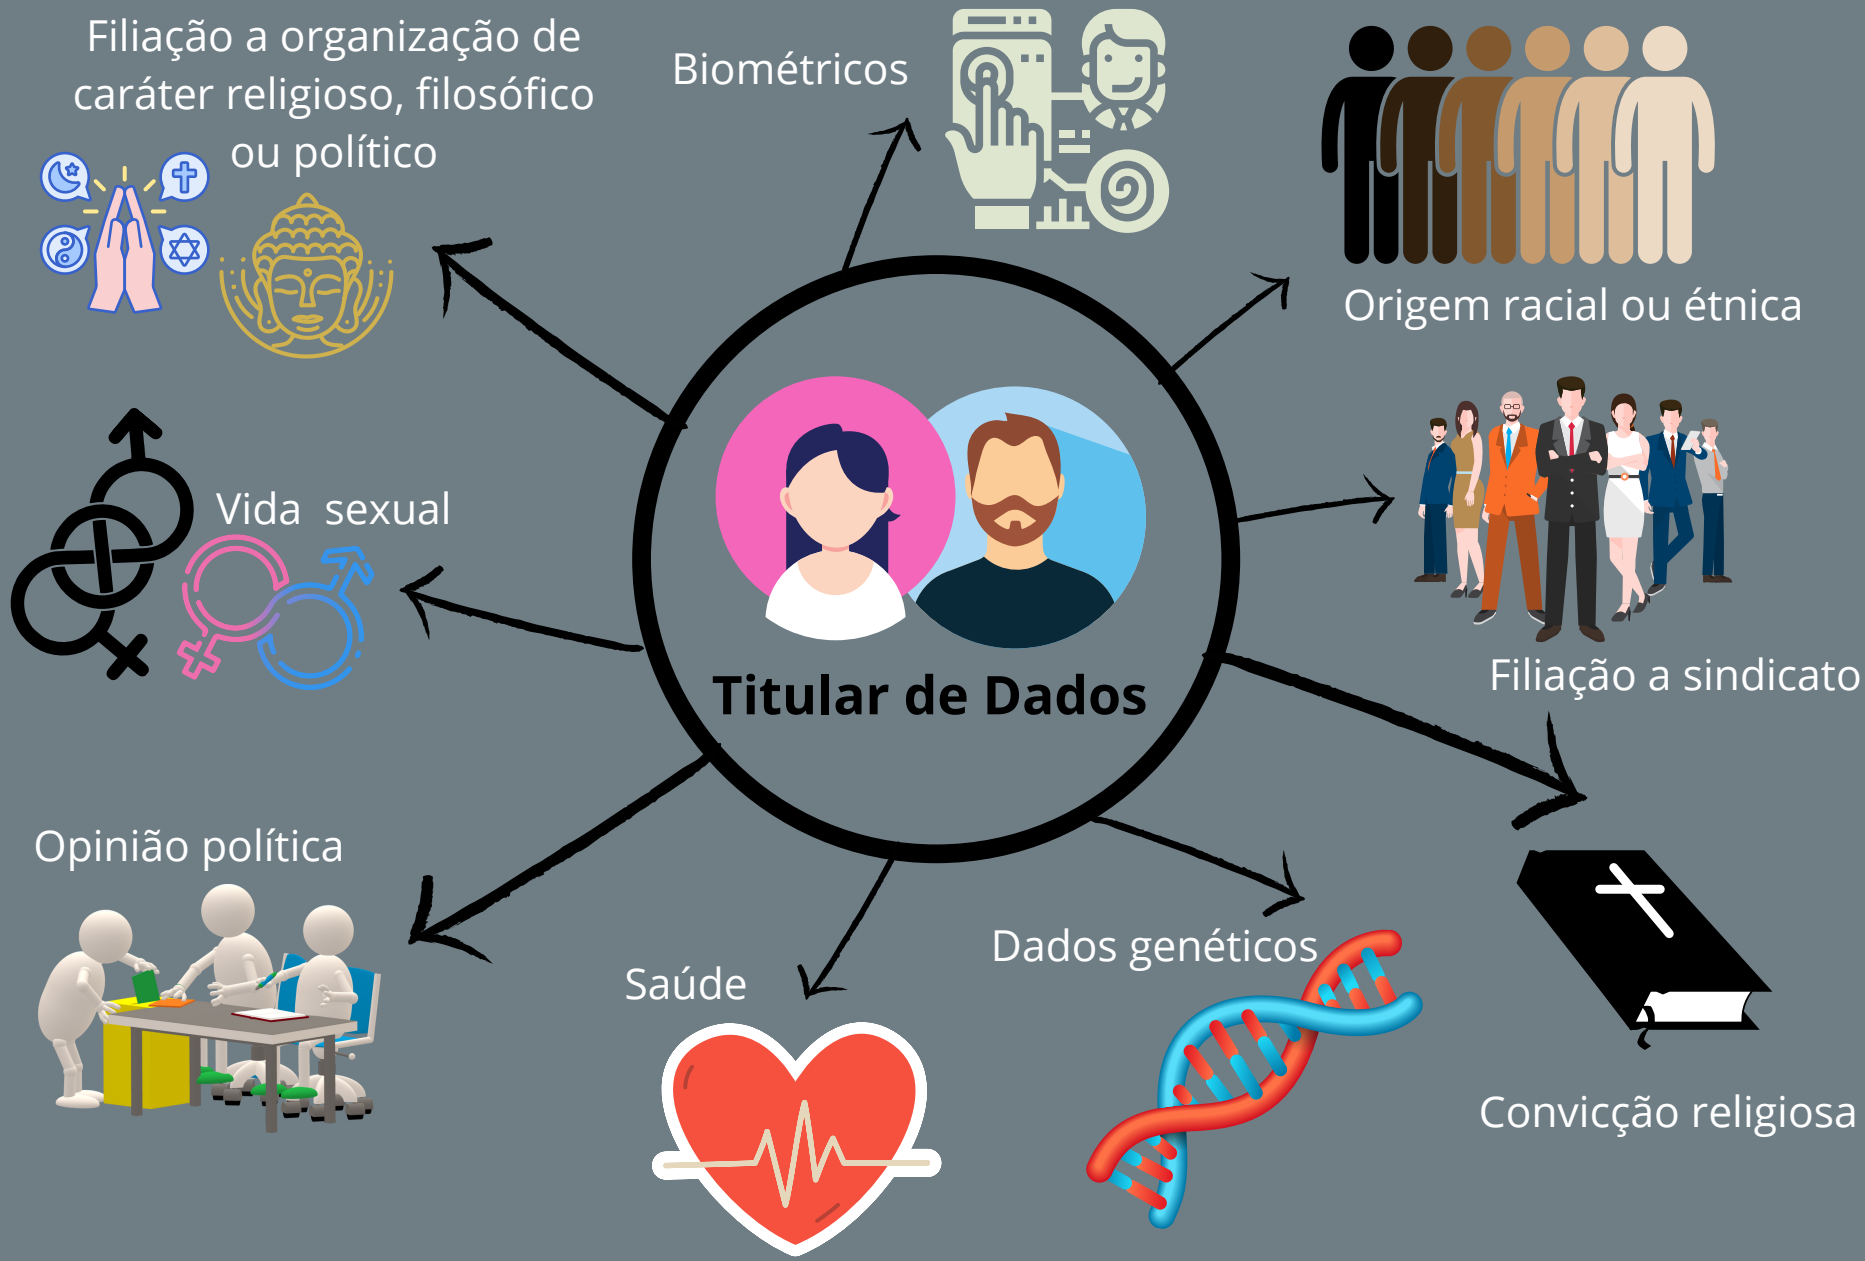 Filiação a organização de
caráter religioso, filosófico
ou político
Biométricos
Origem racial ou étnica
Vida sexual
Filiação a sindicato
Titular de Dados
Opinião política
Saúde
Dados genéticos
Convicção religiosa